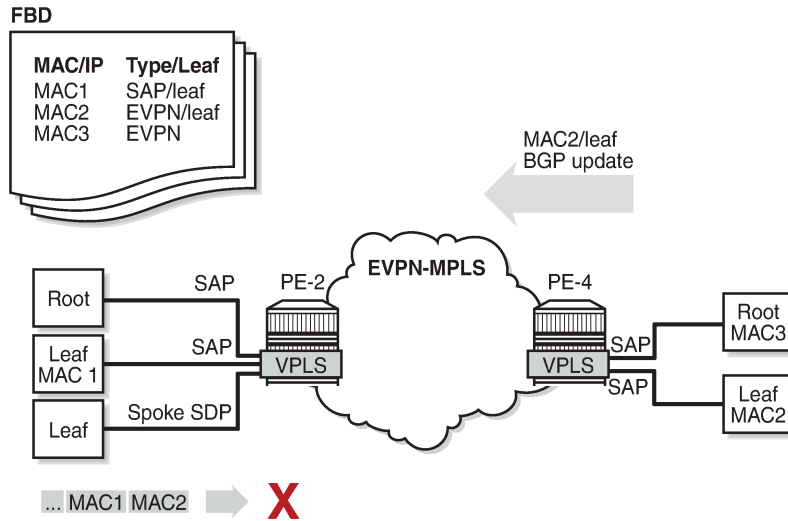 FBD
MAC/IP Type/Leaf
MAC1 SAP/leaf
MAC2 EVPN/leaf
MAC3 EVPN
MAC2/leaf
BGP update
EVPN-MPLS
PE-2
PE-4
Root
SAP
Leaf
MAC 1
SAP
Leaf
Spoke SDP
VPLS
VPLS
SAP
SAP
Root
MAC3
Leaf
MAC2
... MAC1 MAC2
X